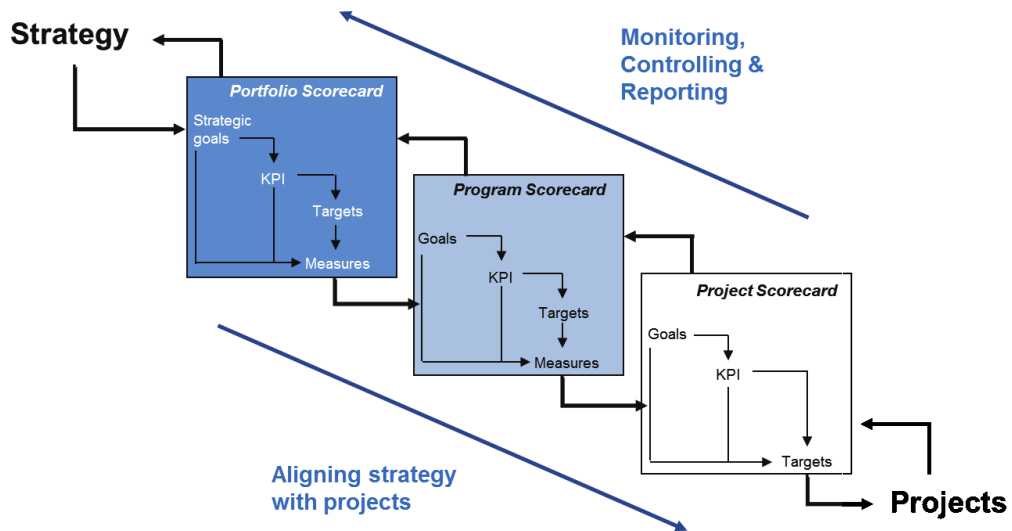 Strategy
Monitoring,
Controlling &
Reporting
Portfolio Scorecard
Strategic
goals
KPI
Targets
Measures
Program Scorecard
Goals
KPI
Targets
Measures
Project Scorecard
Goals
KPI
Targets
Aligning strategy
with projects
Projects